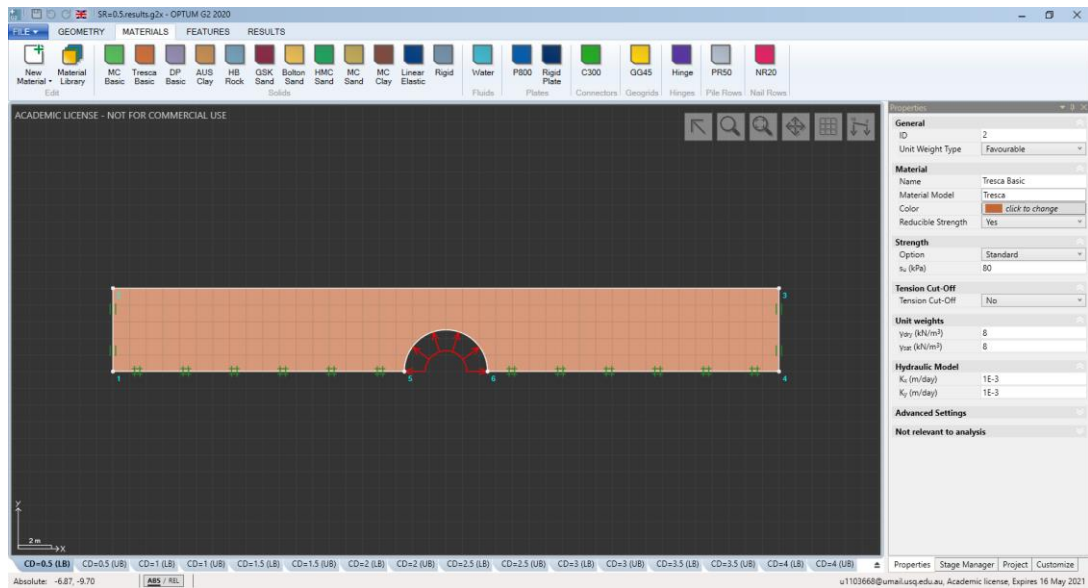 SR=0.5.results.g2x - OPTUM G2 2020
FILE GEOMETRY MATERIALS FEATURES RESULTS
New Material
Material Library
MC Basic
Tresca Basic
DP Basic
AUS Clay
HB Rock
GSK Sand
Bolton Sand
HMC Sand
MC Sand
MC Clay
Linear Elastic
Rigid
Water
P800
Rigid Plate
C300
GG45
Hinge
PR50
NR20
Edit Solids Fluids Plates Connectors Geogrids Hinges Pile Rows Nail Rows
ACADEMIC LICENSE - NOT FOR COMMERCIAL USE
3
1 5 6 4
Y
2 m
X
Properties
General
ID 2
Unit Weight Type Favourable
Material
Name Tresca Basic
Material Model Tresca
Color click to change
Reducible Strength Yes
Strength
Option Standard
su (kPa) 80
Tension Cut-Off
Tension Cut-Off No
Unit weights
γdry (kN/m³) 8
γsat (kN/m³) 8
Hydraulic Model
Kx (m/day) 1E-3
Ky (m/day) 1E-3
Advanced Settings
Not relevant to analysis
CD=0.5 (LB) CD=0.5 (UB) CD=1 (LB) CD=1 (UB) CD=1.5 (LB) CD=1.5 (UB) CD=2 (LB) CD=2 (UB) CD=2.5 (LB) CD=2.5 (UB) CD=3 (LB) CD=3 (UB) CD=3.5 (LB) CD=3.5 (UB) CD=4 (LB) CD=4 (UB)
Properties Stage Manager Project Customize
Absolute: -6.87, -9.70 ABS / REL
u1103668@umail.usq.edu.au, Academic license, Expires 16 May 2021